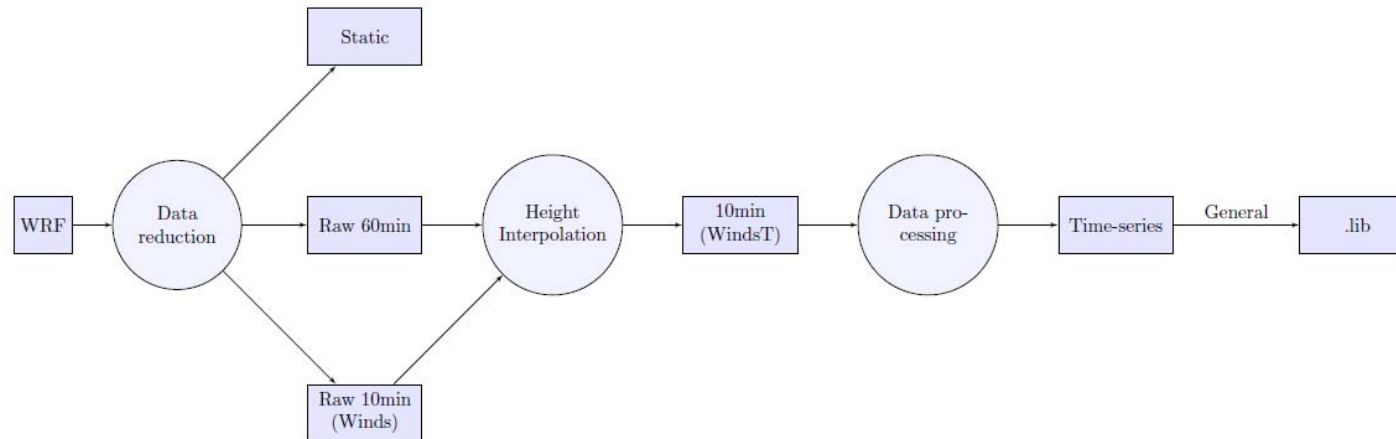 Static
WRF
Data
reduction
Raw 60min
Height
Interpolation
10min
(WindsT)
Data pro-
cessing
Time-series
General
.lib
Raw 10min
(Winds)